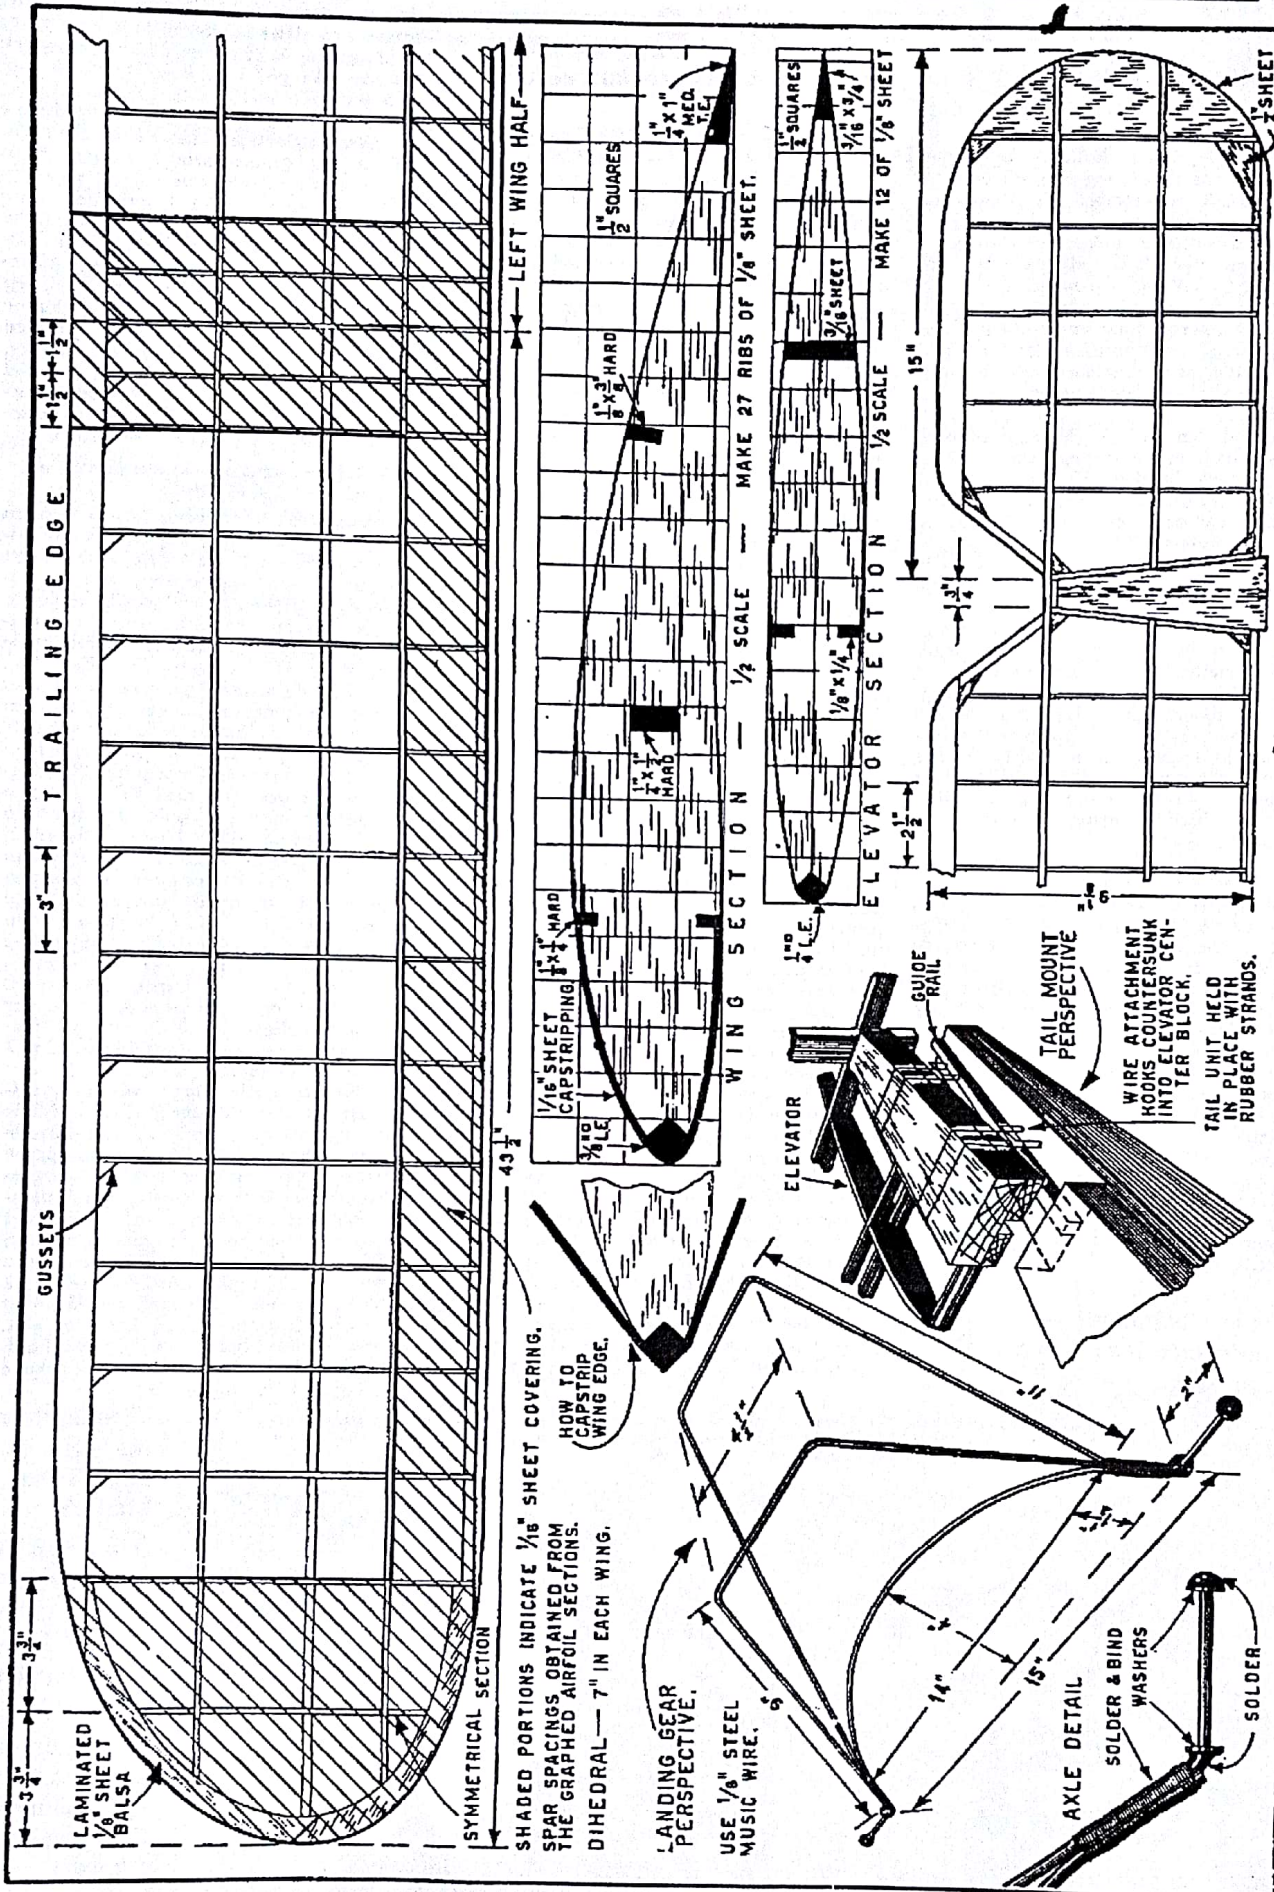 3 3/4"
3 3/4"
GUSSETS
3"
TRAILING EDGE
1 1/2"
1 1/2"
LAMINATED
1/8" SHEET
BALSA
SYMMETRICAL SECTION
43 1/2"
LEFT WING HALF
SHADED PORTIONS INDICATE 1/16" SHEET COVERING.
SPAR SPACINGS OBTAINED FROM
THE GRAPHED AIRFOIL SECTIONS.
DIHEDRAL — 7" IN EACH WING.
HOW TO
CAPSTRIP
WING EDGE.
3/8"□
L.E.
1/16" SHEET
CAPSTRIPPING
1/8" X 1/4" HARD
1/4" X 1/2"
HARD
1/8" X 3/8" HARD
1/2" SQUARES
1/4" X 1"
MED.
T.E.
WING SECTION — 1/2 SCALE — MAKE 27 RIBS OF 1/8" SHEET.
1/4"□ L.E.
1/8" X 1/4"
3/16" SHEET
1/2" SQUARES
3/16" X 3/4"
ELEVATOR SECTION — 1/2 SCALE — MAKE 12 OF 1/8" SHEET
LANDING GEAR
PERSPECTIVE.
USE 1/8" STEEL
MUSIC WIRE.
11"
2"
4"
14"
15"
AXLE DETAIL
SOLDER & BIND
WASHERS
SOLDER
ELEVATOR
GUIDE
RAIL
TAIL MOUNT
PERSPECTIVE
WIRE ATTACHMENT
HOOKS COUNTERSUNK
INTO ELEVATOR CEN-
TER BLOCK.
TAIL UNIT HELD
IN PLACE WITH
RUBBER STRANDS.
2 1/2"
3/4"
15"
SHEET
SHEET